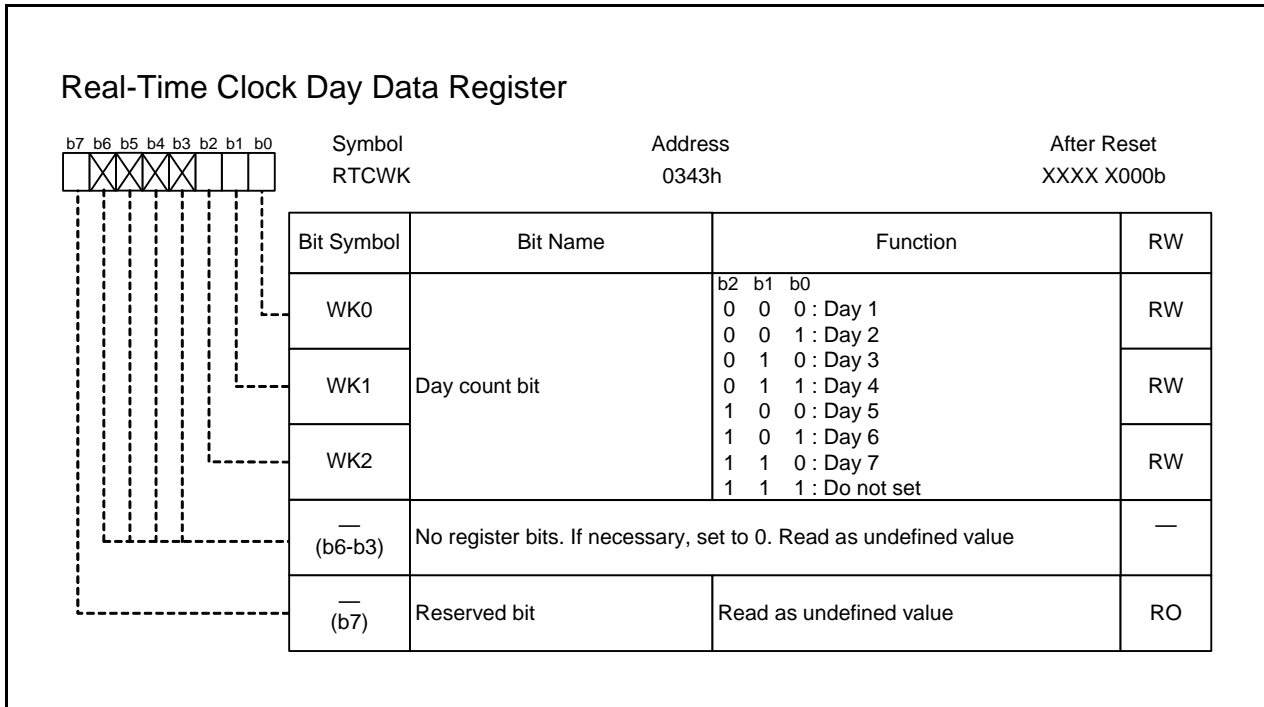 Real-Time Clock Day Data Register
b7 b6 b5 b4 b3 b2 b1 b0
Symbol Address After Reset
RTCWK 0343h XXXX X000b
Bit Symbol Bit Name Function RW
b2 b1 b0
WK0 0 0 0 : Day 1 RW
0 0 1 : Day 2
0 1 0 : Day 3
WK1 Day count bit 0 1 1 : Day 4 RW
1 0 0 : Day 5
1 0 1 : Day 6
WK2 1 1 0 : Day 7 RW
1 1 1 : Do not set
— —
(b6-b3) No register bits. If necessary, set to 0. Read as undefined value
—
(b7) Reserved bit Read as undefined value RO